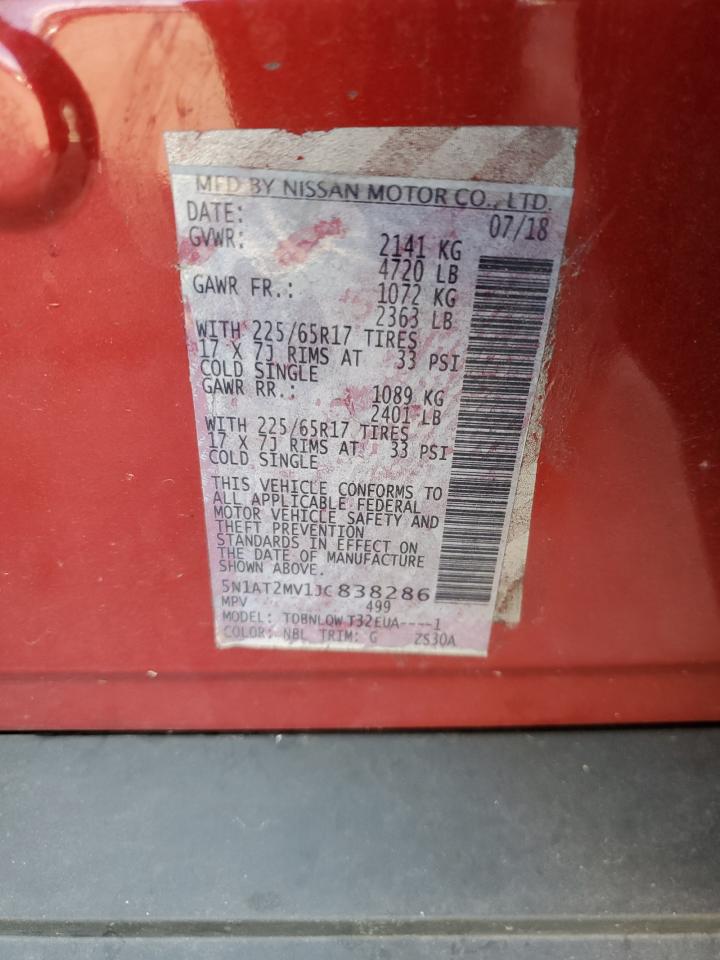 MFD BY NISSAN MOTOR CO., LTD.
DATE: 07/18
GVWR: 2141 KG
4720 LB
GAWR FR.: 1072 KG
2363 LB
WITH 225/65R17 TIRES
17 X 7J RIMS AT 33 PSI
COLD SINGLE
GAWR RR.: 1089 KG
2401 LB
WITH 225/65R17 TIRES
17 X 7J RIMS AT 33 PSI
COLD SINGLE
THIS VEHICLE CONFORMS TO
ALL APPLICABLE FEDERAL
MOTOR VEHICLE SAFETY AND
THEFT PREVENTION
STANDARDS IN EFFECT ON
THE DATE OF MANUFACTURE
SHOWN ABOVE.
5N1AT2MV1JC838286
MPV 499
MODEL: TDBNLQW T32EUA----1
COLOR: NBL TRIM: G ZS30A